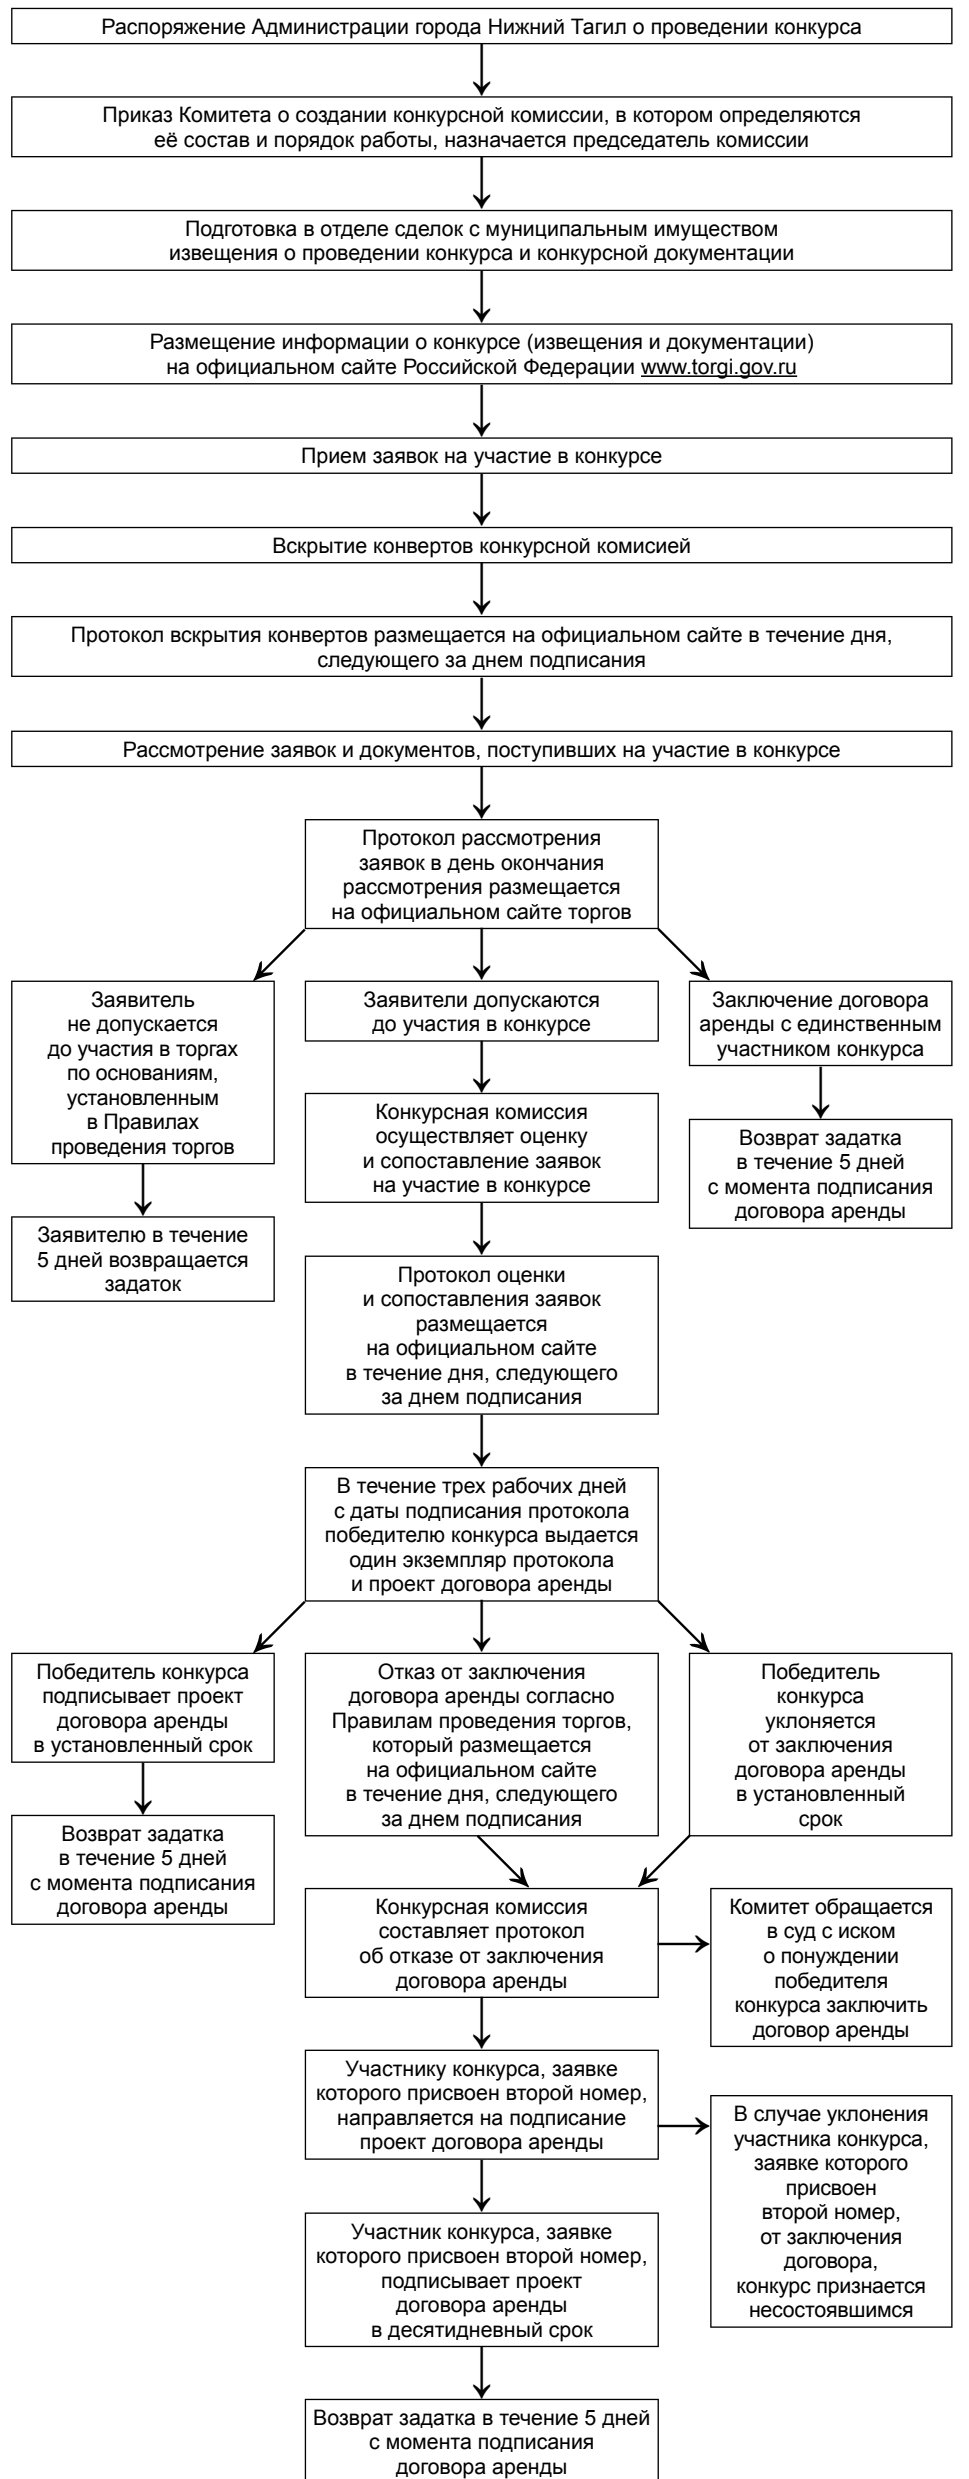 Распоряжение Администрации города Нижний Тагил о проведении конкурса
Приказ Комитета о создании конкурсной комиссии, в котором определяются
её состав и порядок работы, назначается председатель комиссии
Подготовка в отделе сделок с муниципальным имуществом
извещения о проведении конкурса и конкурсной документации
Размещение информации о конкурсе (извещения и документации)
на официальном сайте Российской Федерации www.torgi.gov.ru
Прием заявок на участие в конкурсе
Вскрытие конвертов конкурсной комисией
Протокол вскрытия конвертов размещается на официальном сайте в течение дня,
следующего за днем подписания
Рассмотрение заявок и документов, поступивших на участие в конкурсе
Протокол рассмотрения
заявок в день окончания
рассмотрения размещается
на официальном сайте торгов
Заявитель
не допускается
до участия в торгах
по основаниям,
установленным
в Правилах
проведения торгов
Заявителю в течение
5 дней возвращается
задаток
Заявители допускаются
до участия в конкурсе
Конкурсная комиссия
осуществляет оценку
и сопоставление заявок
на участие в конкурсе
Заключение договора
аренды с единственным
участником конкурса
Возврат задатка
в течение 5 дней
с момента подписания
договора аренды
Протокол оценки
и сопоставления заявок
размещается
на официальном сайте
в течение дня, следующего
за днем подписания
В течение трех рабочих дней
с даты подписания протокола
победителю конкурса выдается
один экземпляр протокола
и проект договора аренды
Победитель конкурса
подписывает проект
договора аренды
в установленный срок
Возврат задатка
в течение 5 дней
с момента подписания
договора аренды
Отказ от заключения
договора аренды согласно
Правилам проведения торгов,
который размещается
на официальном сайте
в течение дня, следующего
за днем подписания
Победитель
конкурса
уклоняется
от заключения
договора аренды
в установленный
срок
Конкурсная комиссия
составляет протокол
об отказе от заключения
договора аренды
Комитет обращается
в суд с иском
о понуждении
победителя
конкурса заключить
договор аренды
Участнику конкурса, заявке
которого присвоен второй номер,
направляется на подписание
проект договора аренды
В случае уклонения
участника конкурса,
заявке которого
присвоен
второй номер,
от заключения
договора,
конкурс признается
несостоявшимся
Участник конкурса, заявке
которого присвоен второй номер,
подписывает проект
договора аренды
в десятидневный срок
Возврат задатка в течение 5 дней
с момента подписания
договора аренды